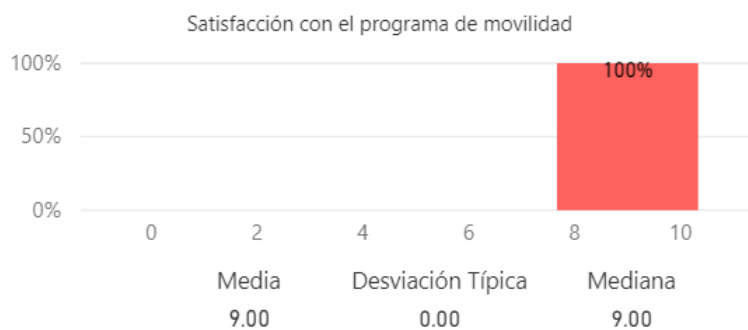 Satisfacción con el programa de movilidad
100%
100%
50%
0%
0 2 4 6 8 10
Media Desviación Típica Mediana
9.00 0.00 9.00